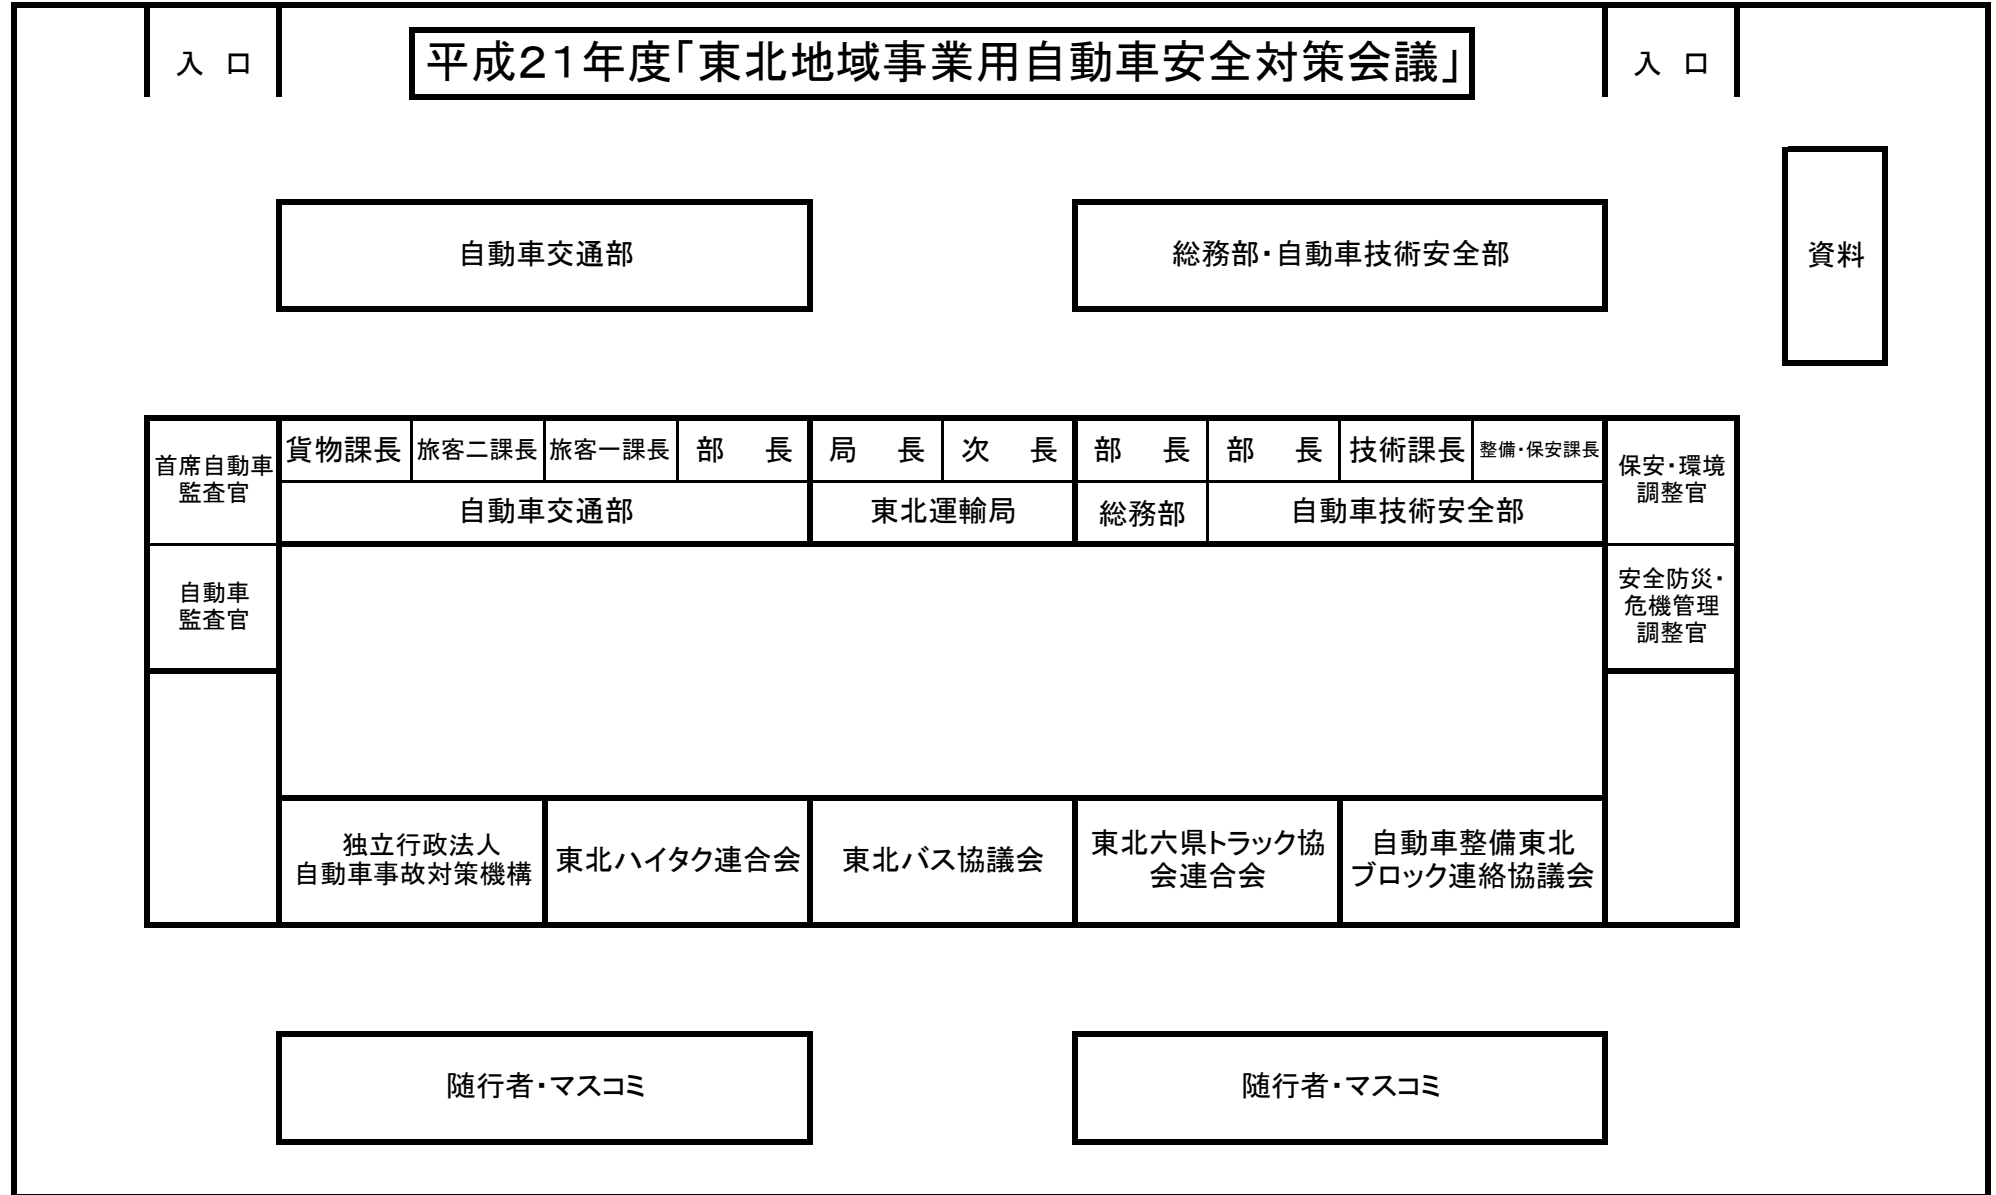 入 口
平成21年度「東北地域事業用自動車安全対策会議」
入 口
自動車交通部
総務部・自動車技術安全部
資料
首席自動車
監査官
貨物課長
旅客二課長
旅客一課長
部 長
局 長
次 長
部 長
部 長
技術課長
整備・保安課長
保安・環境
調整官
自動車交通部
東北運輸局
総務部
自動車技術安全部
自動車
監査官
安全防災・
危機管理
調整官
独立行政法人
自動車事故対策機構
東北ハイタク連合会
東北バス協議会
東北六県トラック協
会連合会
自動車整備東北
ブロック連絡協議会
随行者・マスコミ
随行者・マスコミ